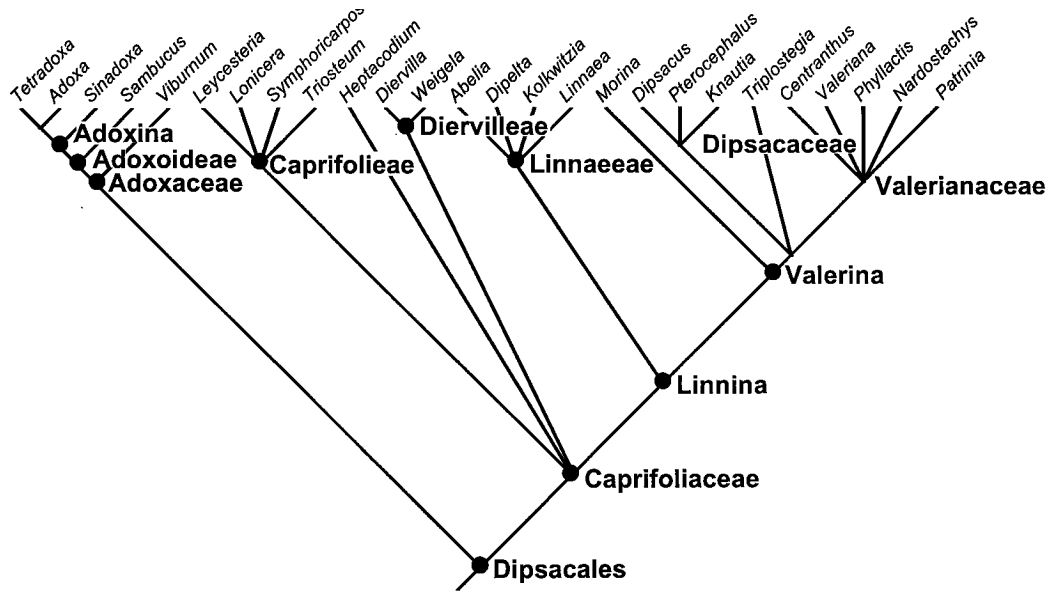 Tetradoxa
Adoxa
Sinadoxa
Sambucus
Viburnum
Leycesteria
Lonicera
Symphoricarpos
Triosteum
Heptacodium
Diervilla
Weigela
Abelia
Dipelta
Kolkwitzia
Linnaea
Morina
Dipsacus
Pterocephalus
Knautia
Triplostegia
Centranthus
Valeriana
Phyllactis
Nardostachys
Patrinia
Adoxina
Adoxoideae
Adoxaceae
Caprifolieae
Diervilleae
Linnaeeae
Dipsacaceae
Valerianaceae
Valerina
Linnina
Caprifoliaceae
Dipsacales